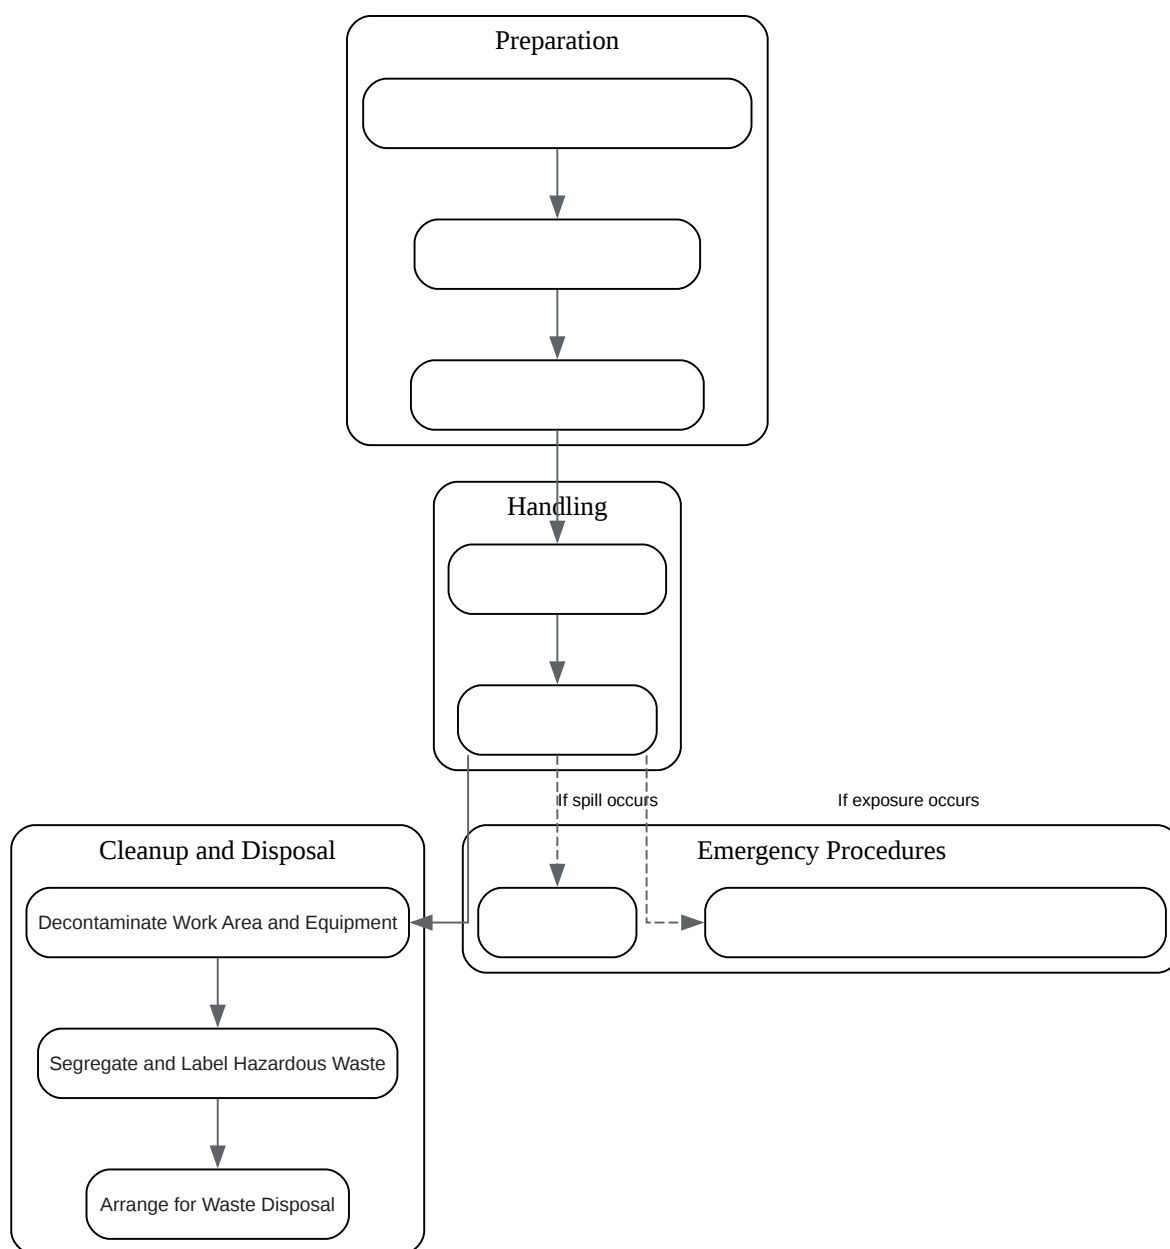 Preparation
Handling
If spill occurs
If exposure occurs
Cleanup and Disposal
Emergency Procedures
Decontaminate Work Area and Equipment
Segregate and Label Hazardous Waste
Arrange for Waste Disposal